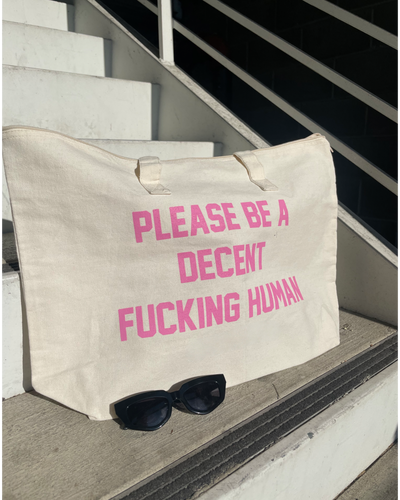 PLEASE BE A
DECENT
FUCKING HUMAN